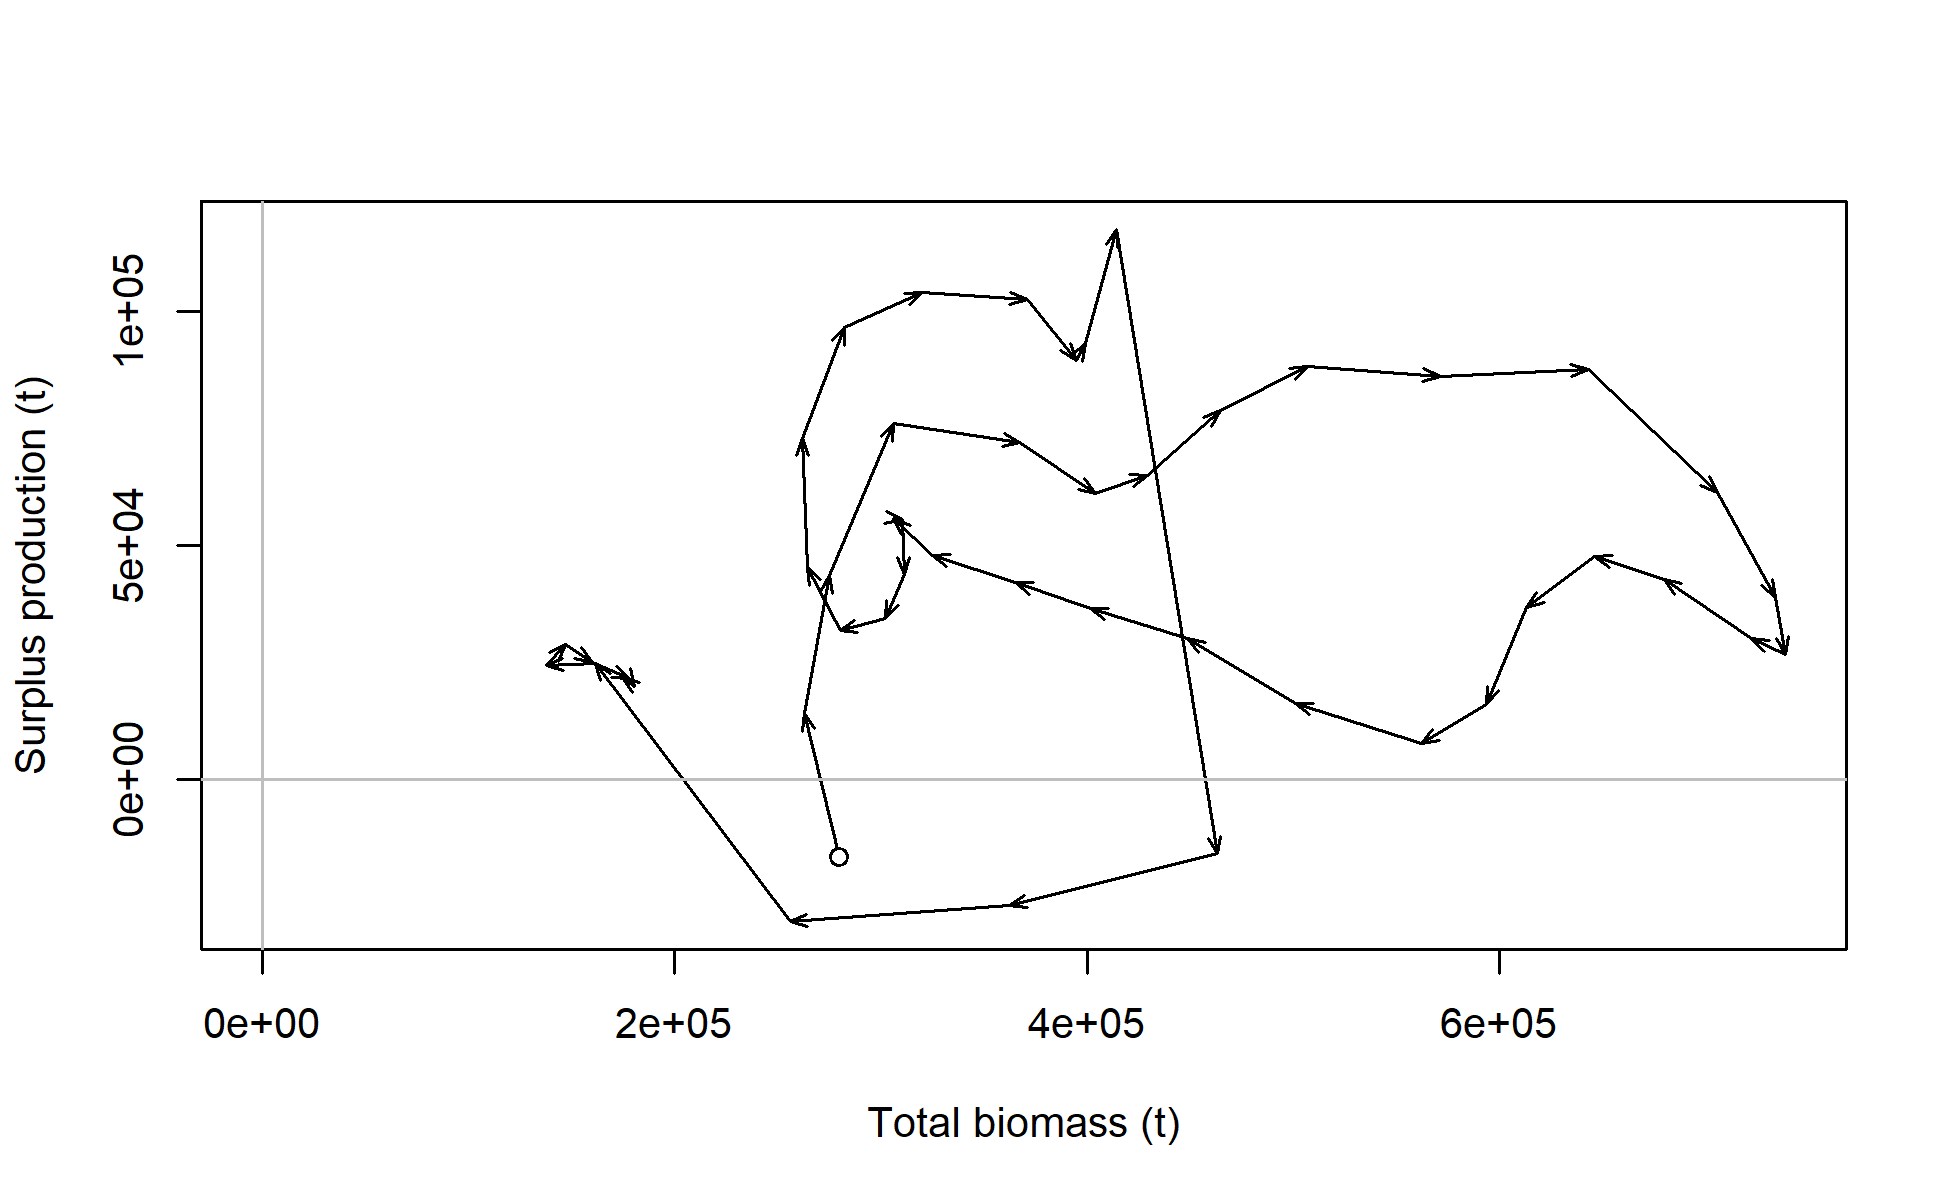 Surplus production (t)
1e+05
5e+04
0e+00
0e+00 2e+05 4e+05 6e+05
Total biomass (t)